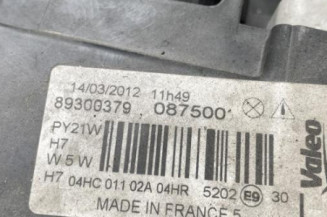 14/03/2012 11h49
89300379 087500
PY21W
H7
W5W
H7 04HC 011 02A 04HR 5202 E9 30
MADE IN FRANCE 5
Valeo